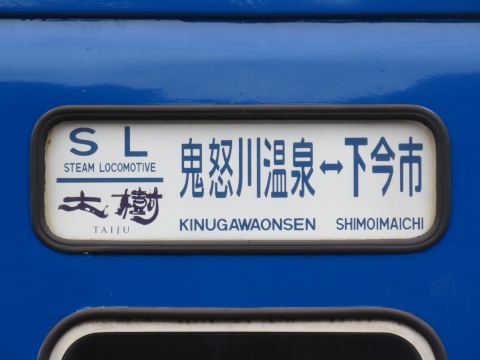 SL
STEAM LOCOMOTIVE
大樹
TAIJU
鬼怒川温泉↔下今市
KINUGAWAONSEN SHIMOIMAICHI